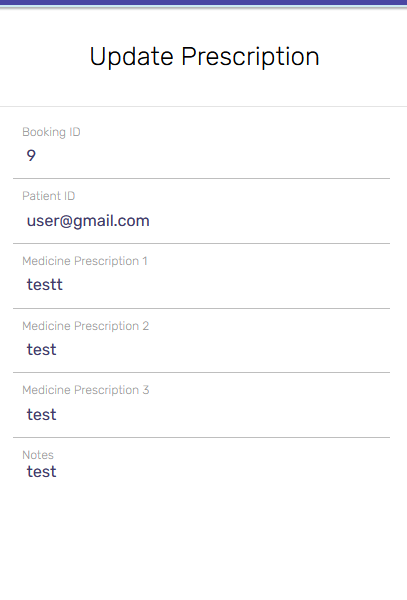 Update Prescription
Booking ID
9
Patient ID
user@gmail.com
Medicine Prescription 1
testt
Medicine Prescription 2
test
Medicine Prescription 3
test
Notes
test